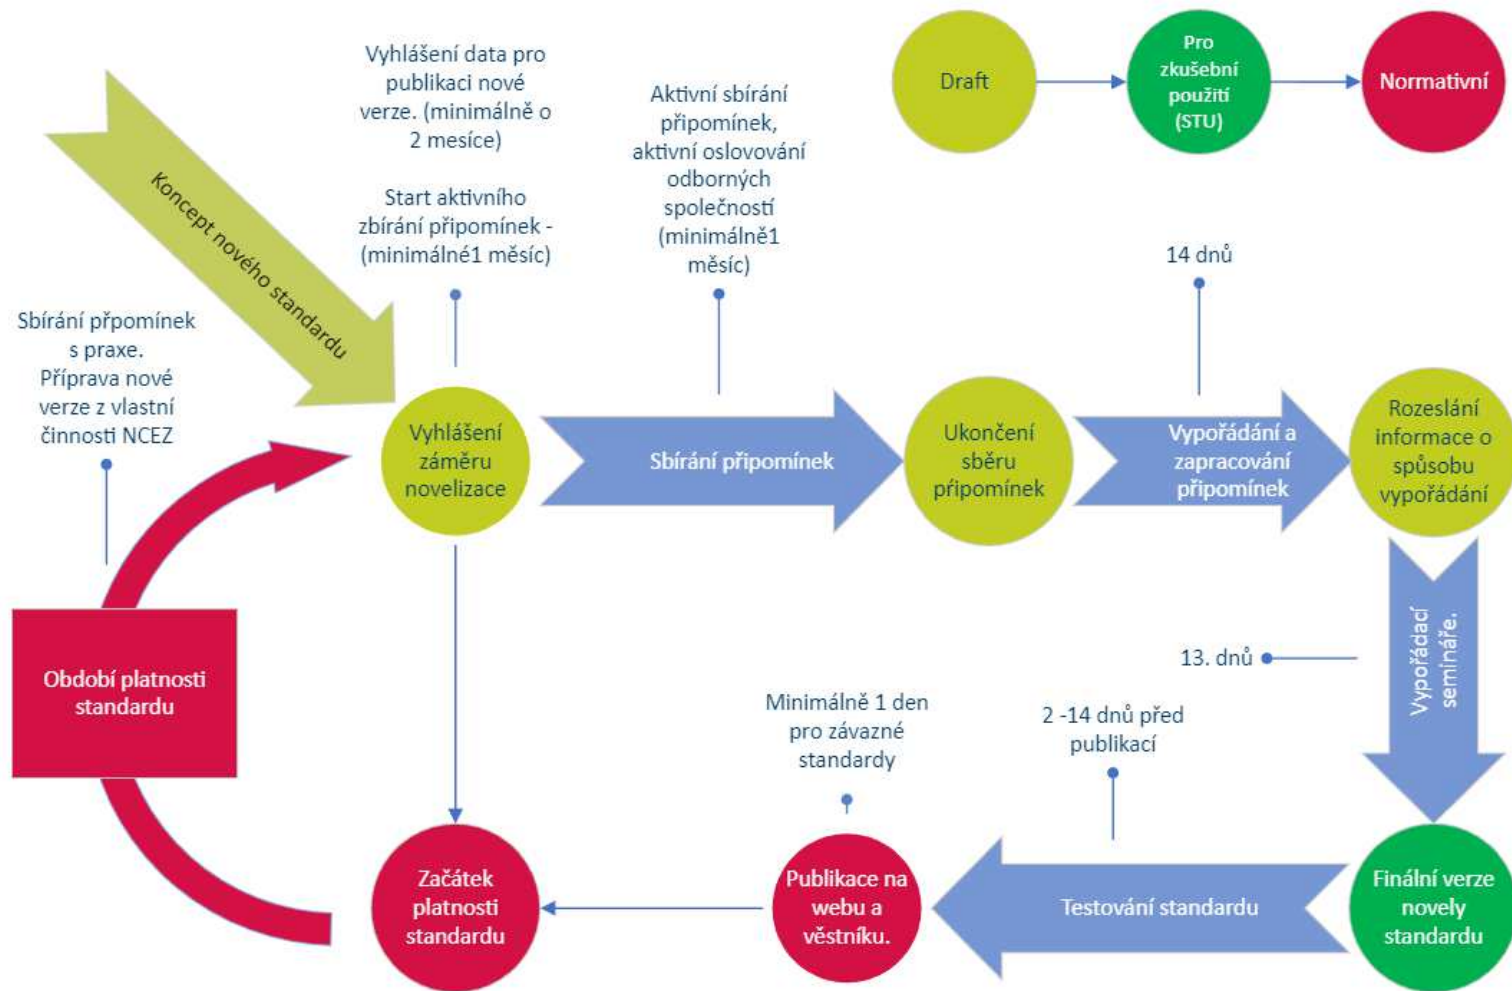 Vyhlášení data pro
publikaci nové
verze. (minimálně o
2 mesíce)
Start aktivního
zbírání připomínek -
(minimálné1 měsíc)
Aktivní sbírání
připomínek,
aktivní oslovování
odborných
společností
(minimálně1
měsíc)
Draft
Pro
zkušební
použití
(STU)
Normativní
Koncept nového standardu
14 dnů
Sbírání přpomínek
s praxe.
Příprava nové
verze z vlastní
činnosti NCEZ
Vyhlášení
záměru
novelizace
Sbírání připomínek
Ukončení
sběru
připomínek
Vypořádání a
zapracování
připomínek
Rozeslání
informace o
spůsobu
vypořádání
Období platnosti
standardu
Vypořádací
semináře.
13. dnů
Minimálně 1 den
pro závazné
standardy
2 -14 dnů před
publikací
Začátek
platnosti
standardu
Publikace na
webu a
věstníku.
Testování standardu
Finální verze
novely
standardu